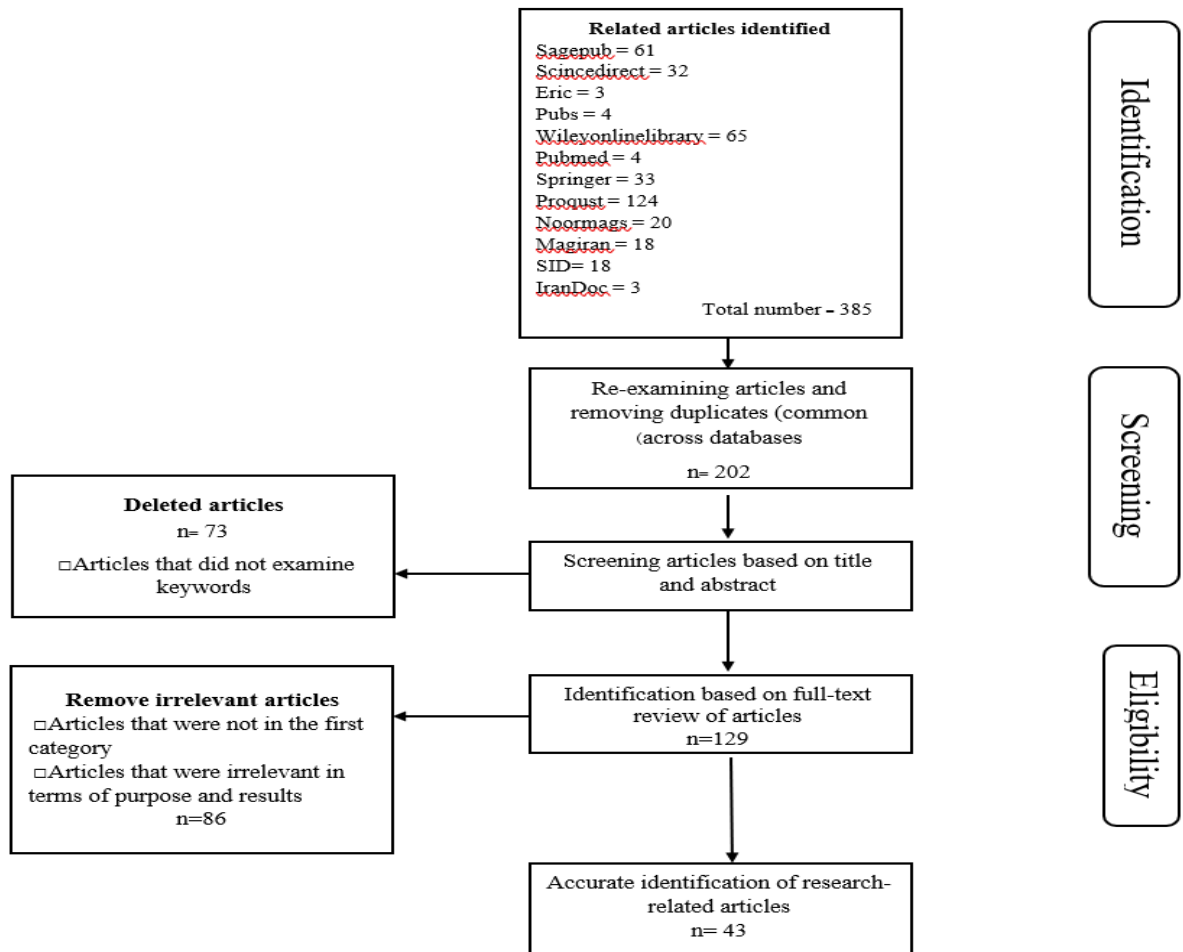 Related articles identified
Sagepub = 61
Scincedirect = 32
Eric = 3
Pubs = 4
Wileyonlinelibrary = 65
Pubmed = 4
Springer = 33
Proqust = 124
Noormags = 20
Magiran = 18
SID= 18
IranDoc = 3
Total number = 385
Identification
Re-examining articles and
removing duplicates (common
(across databases
n= 202
Screening
Deleted articles
n= 73
□Articles that did not examine
keywords
Screening articles based on title
and abstract
Remove irrelevant articles
□Articles that were not in the first
category
□Articles that were irrelevant in
terms of purpose and results
n=86
Identification based on full-text
review of articles
n=129
Eligibility
Accurate identification of research-
related articles
n= 43